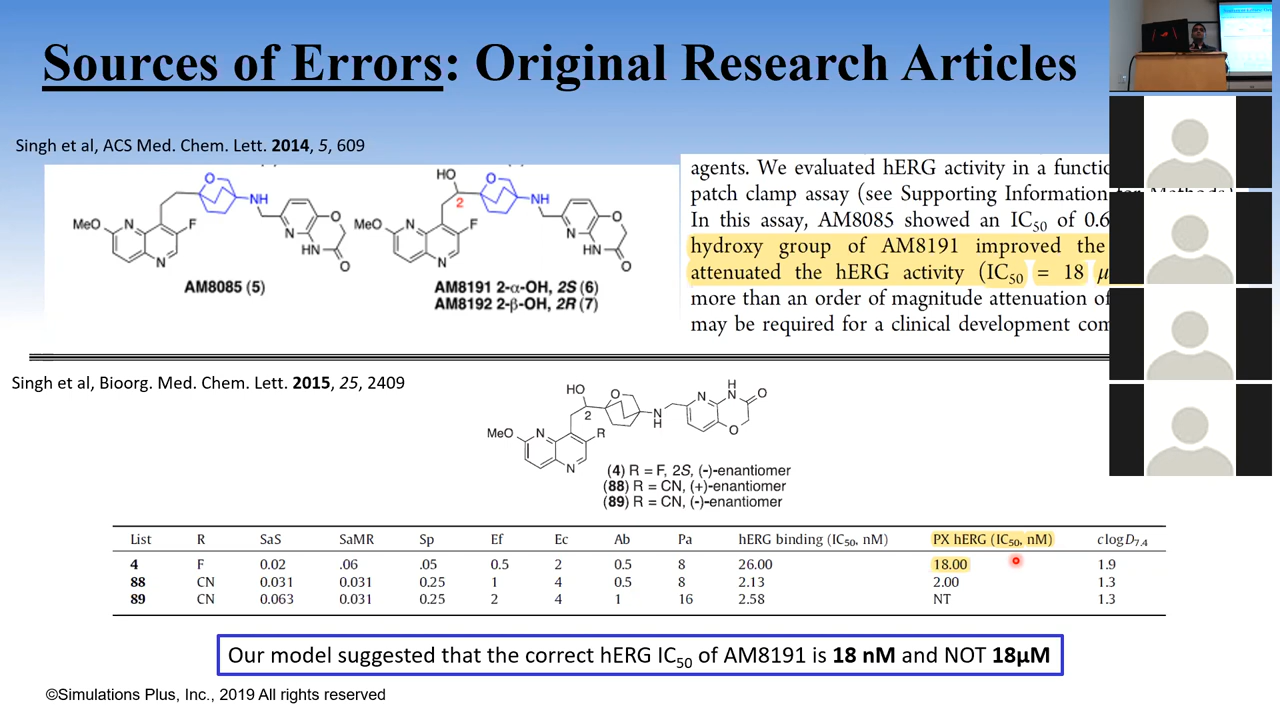 Sources of Errors: Original Research Articles
Singh et al, ACS Med. Chem. Lett. 2014, 5, 609
O
NH
MeO
F
N
N
N
O
HN
O
AM8085 (5)
HO
O
2
NH
MeO
F
N
N
N
O
HN
O
AM8191 2-α-OH, 2S (6)
AM8192 2-β-OH, 2R (7)
agents. We evaluated hERG activity in a
patch clamp assay (see Supporting Information
In this assay, AM8085 showed an IC50 of 0.6
hydroxy group of AM8191 improved the
attenuated the hERG activity (IC50 = 18 μ
more than an order of magnitude attenuation of
may be required for a clinical development
Singh et al, Bioorg. Med. Chem. Lett. 2015, 25, 2409
HO
O
2
N
H
N
H
N
O
O
MeO
N
R
N
(4) R = F, 2S, (-)-enantiomer
(88) R = CN, (+)-enantiomer
(89) R = CN, (-)-enantiomer
List R SaS SaMR Sp Ef Ec Ab Pa hERG binding (IC50, nM) PX hERG (IC50, nM) clogD7.4
4 F 0.02 .06 .05 0.5 2 0.5 8 26.00 18.00 1.9
88 CN 0.031 0.031 0.25 1 4 0.5 8 2.13 2.00 1.3
89 CN 0.063 0.031 0.25 2 4 1 16 2.58 NT 1.3
Our model suggested that the correct hERG IC50 of AM8191 is 18 nM and NOT 18μM
©Simulations Plus, Inc., 2019 All rights reserved